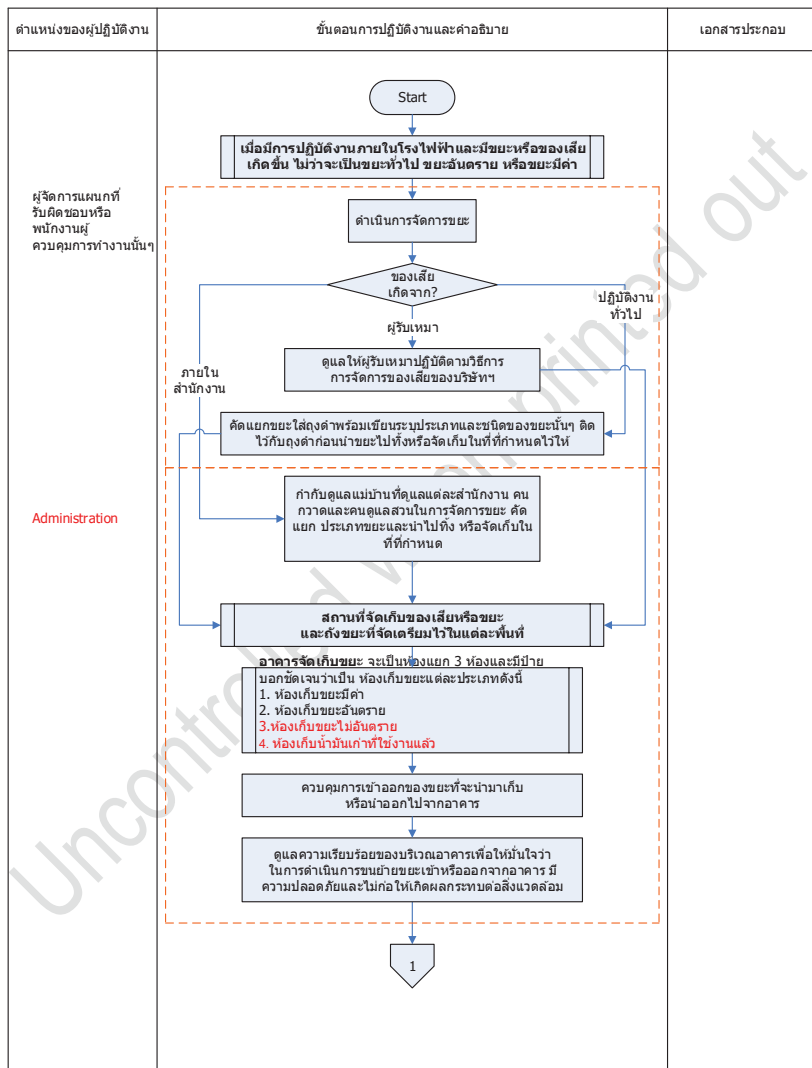 ตำแหน่งของผู้ปฏิบัติงาน
ขั้นตอนการปฏิบัติงานและคำอธิบาย
เอกสารประกอบ
Start
เมื่อมีการปฏิบัติงานภายในโรงไฟฟ้าและมีขยะหรือของเสีย
เกิดขึ้น ไม่ว่าจะเป็นขยะทั่วไป ขยะอันตราย หรือขยะมีค่า
ผู้จัดการแผนกที่
รับผิดชอบหรือ
พนักงานผู้
ควบคุมการทำงานนั้นๆ
ดำเนินการจัดการขยะ
ของเสีย
เกิดจาก?
ปฏิบัติงาน
ทั่วไป
ผู้รับเหมา
ภายใน
สำนักงาน
ดูแลให้ผู้รับเหมาปฏิบัติตามวิธีการ
การจัดการของเสียของบริษัทฯ
คัดแยกขยะใส่ถุงดำพร้อมเขียนระบุประเภทและชนิดของขยะนั้นๆ ติด
ไว้กับถุงดำก่อนนำขยะไปทิ้งหรือจัดเก็บในที่ที่กำหนดไว้ให้
Administration
กำกับดูแลแม่บ้านที่ดูแลแต่ละสำนักงาน คน
กวาดและคนดูแลสวนในการจัดการขยะ คัด
แยก ประเภทขยะและนำไปทิ้ง หรือจัดเก็บใน
ที่ที่กำหนด
สถานที่จัดเก็บของเสียหรือขยะ
และถังขยะที่จัดเตรียมไว้ในแต่ละพื้นที่
อาคารจัดเก็บขยะ จะเป็นห้องแยก 3 ห้องและมีป้าย
บอกชัดเจนว่าเป็น ห้องเก็บขยะแต่ละประเภทดังนี้
1. ห้องเก็บขยะมีค่า
2. ห้องเก็บขยะอันตราย
3.ห้องเก็บขยะไม่อันตราย
4. ห้องเก็บน้ำมันเก่าที่ใช้งานแล้ว
ควบคุมการเข้าออกของขยะที่จะนำมาเก็บ
หรือนำออกไปจากอาคาร
ดูแลความเรียบร้อยของบริเวณอาคารเพื่อให้มั่นใจว่า
ในการดำเนินการขนย้ายขยะเข้าหรือออกจากอาคาร มี
ความปลอดภัยและไม่ก่อให้เกิดผลกระทบต่อสิ่งแวดล้อม
1
Uncontrolled when printed out